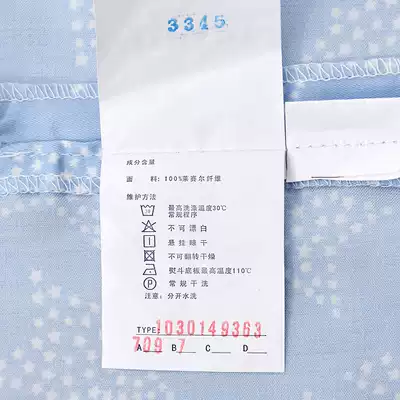 3345
成分含量
面 料:100%莱赛尔纤维
维护方法
最高洗涤温度30℃
常规程序
不可漂白
悬挂晾干
不可翻转干燥
熨斗底板最高温度110℃
P 常规干洗
注意: 分开水洗
TYPE: 1030149363
A 709 B 7 C D